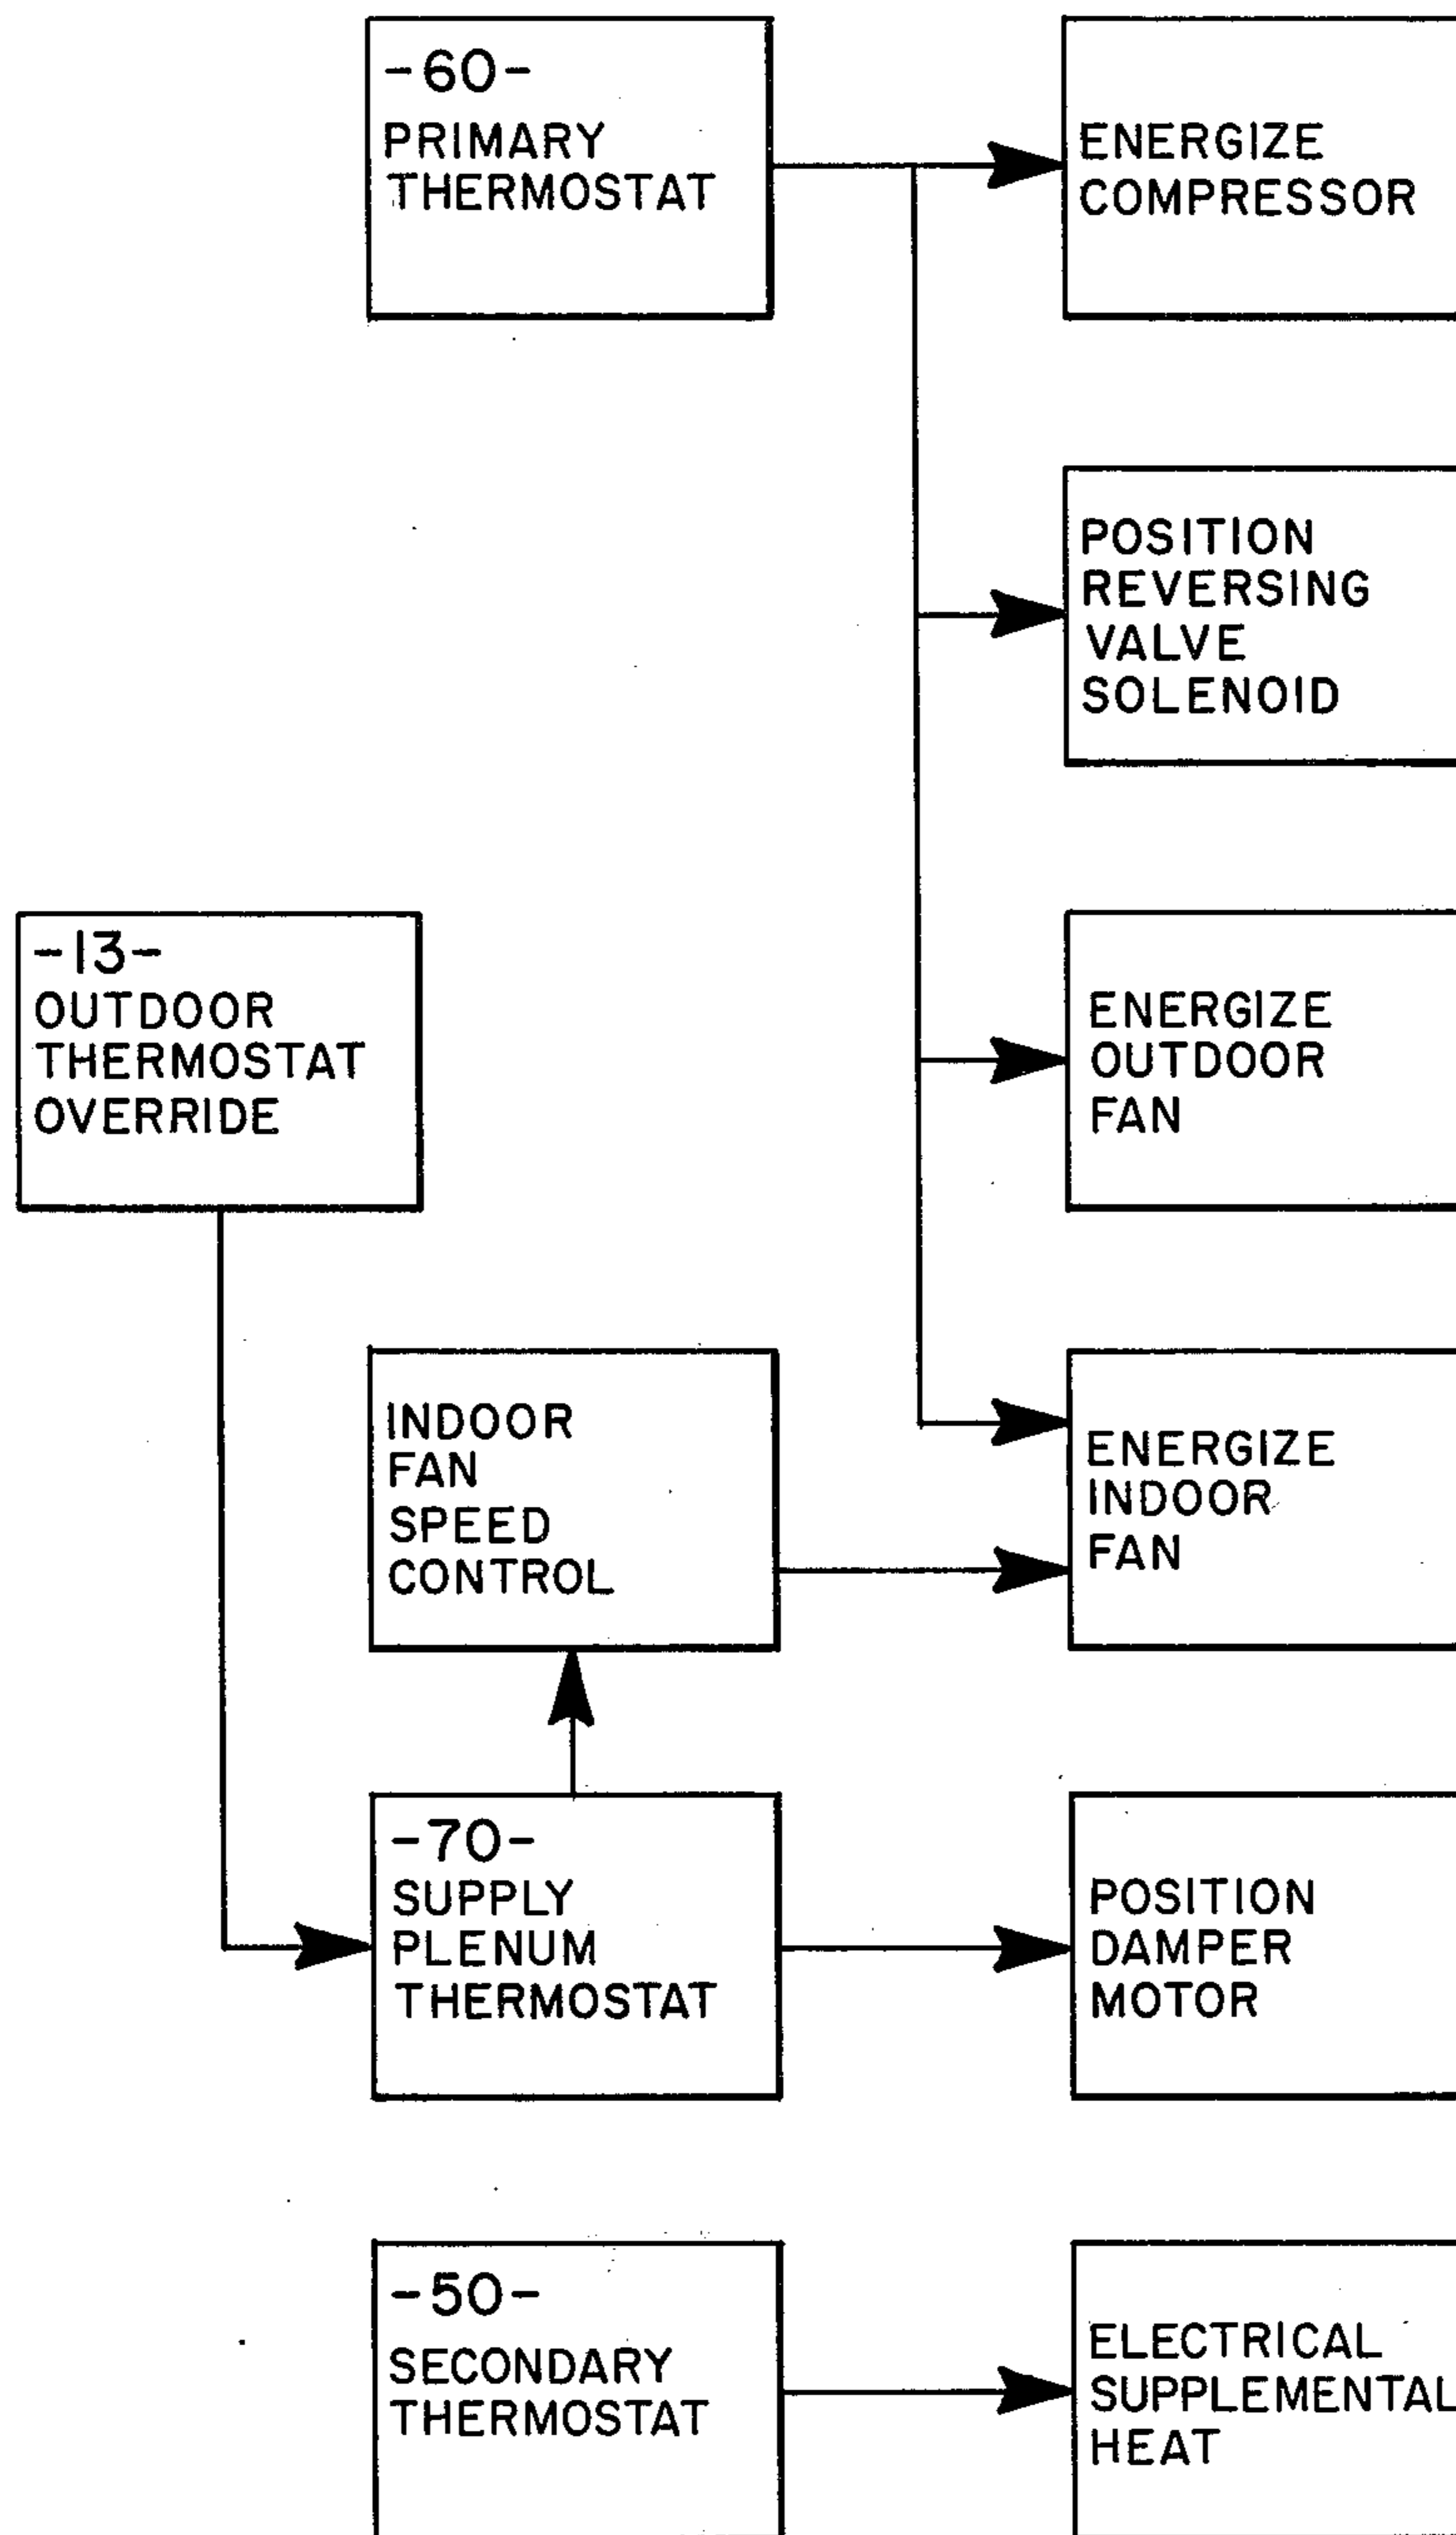 -60-
PRIMARY
THERMOSTAT
ENERGIZE
COMPRESSOR
POSITION
REVERSING
VALVE
SOLENOID
-13-
OUTDOOR
THERMOSTAT
OVERRIDE
ENERGIZE
OUTDOOR
FAN
INDOOR
FAN
SPEED
CONTROL
ENERGIZE
INDOOR
FAN
-70-
SUPPLY
PLENUM
THERMOSTAT
POSITION
DAMPER
MOTOR
-50-
SECONDARY
THERMOSTAT
ELECTRICAL
SUPPLEMENTAL
HEAT